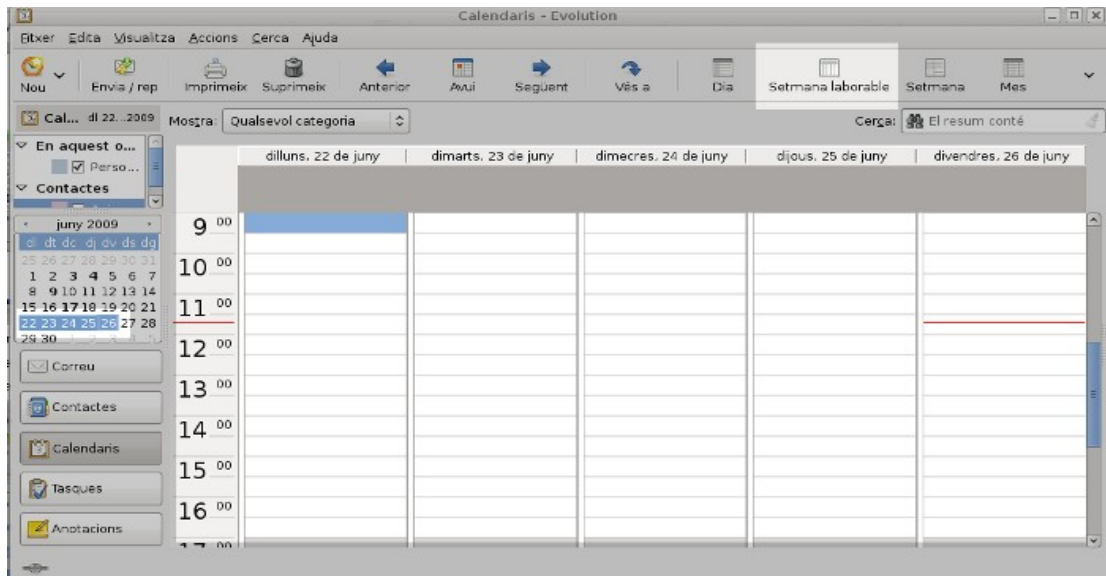 Calendaris - Evolution
Fitxer Edita Visualitza Accions Cerca Ajuda
Nou Envia / rep Imprimeix Suprimeix Anterior Avui Següent Vés a Dia Setmana laborable Setmana Mes
Cal... dl 22...2009 Mostra: Qualsevol categoria Cerca: El resum conté
En aquest o...
Perso...
Contactes
dilluns, 22 de juny dimarts, 23 de juny dimecres, 24 de juny dijous, 25 de juny divendres, 26 de juny
juny 2009
dl dt dc dj dv ds dg
25 26 27 28 29 30 31
1 2 3 4 5 6 7
8 9 10 11 12 13 14
15 16 17 18 19 20 21
22 23 24 25 26 27 28
29 30
Correu
Contactes
Calendaris
Tasques
Anotacions
9 00
10 00
11 00
12 00
13 00
14 00
15 00
16 00
17 00